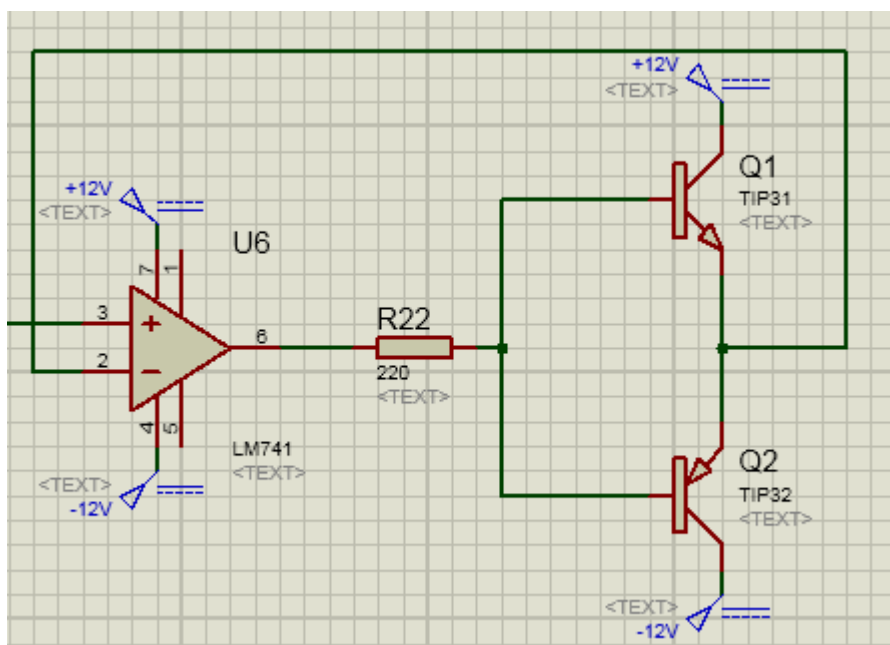 +12V
<TEXT>
Q1
TIP31
<TEXT>
+12V
<TEXT>
7
1
U6
3
+
2
−
6
4
5
LM741
<TEXT>
<TEXT>
-12V
R22
220
<TEXT>
Q2
TIP32
<TEXT>
<TEXT>
-12V